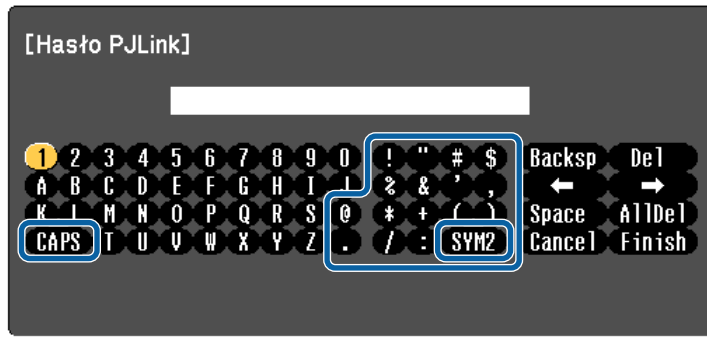 [Hasło PJLink]
1 2 3 4 5 6 7 8 9 0 ! " # $ Backsp Del
A B C D E F G H I J % & ' , ← →
K L M N O P Q R S @ * + ( ) Space AllDel
CAPS T U V W X Y Z . / : SYM2 Cancel Finish